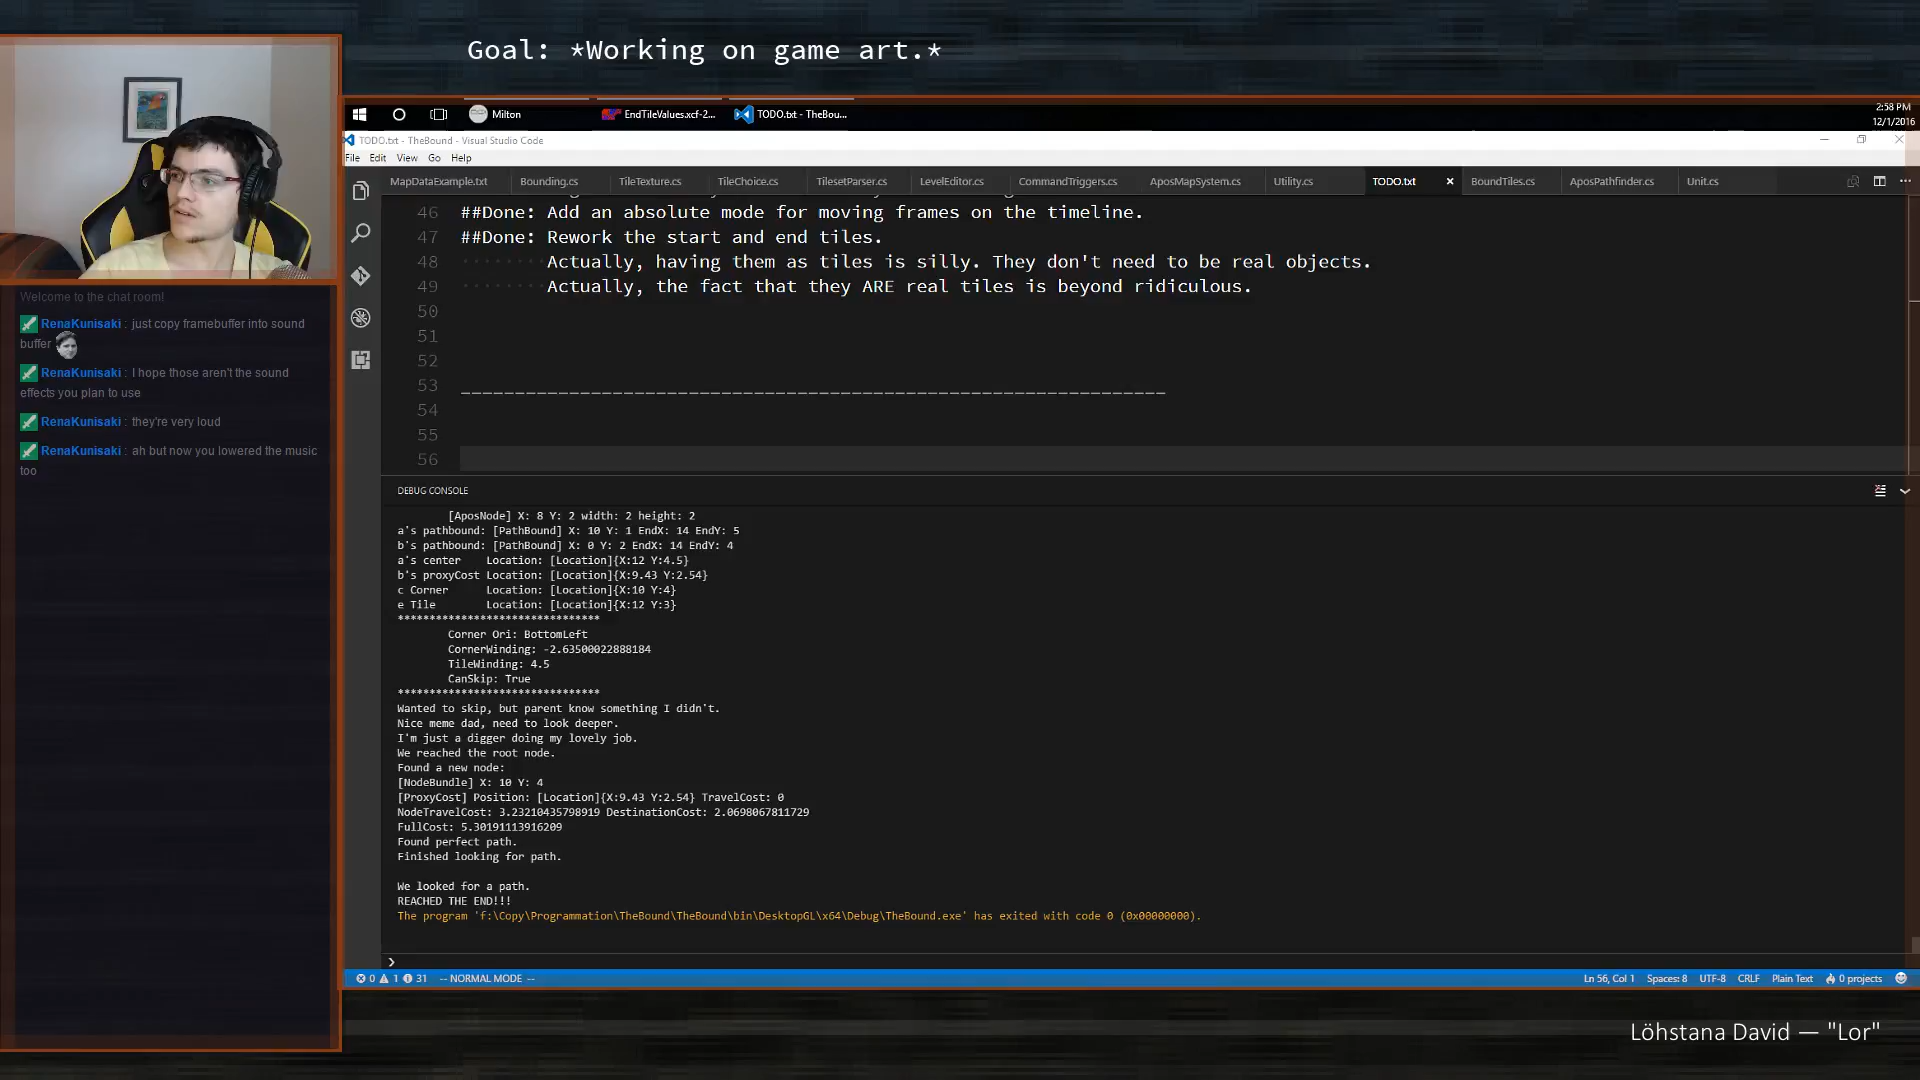 Goal: *Working on game art.*
Milton
EndTileValues.xcf-2...
TODO.txt - TheBou...
2:58 PM
12/1/2016
TODO.txt - TheBound - Visual Studio Code
File Edit View Go Help
MapDataExample.txt Bounding.cs TileTexture.cs TileChoice.cs TilesetParser.cs LevelEditor.cs CommandTriggers.cs AposMapSystem.cs Utility.cs TODO.txt BoundTiles.cs AposPathfinder.cs Unit.cs
46 ##Done: Add an absolute mode for moving frames on the timeline.
47 ##Done: Rework the start and end tiles.
48 ········Actually, having them as tiles is silly. They don't need to be real objects.
49 ········Actually, the fact that they ARE real tiles is beyond ridiculous.
50
51
52
53 _________________________________________________________________
54
55
56
Welcome to the chat room!
RenaKunisaki : just copy framebuffer into sound
buffer
RenaKunisaki : I hope those aren't the sound
effects you plan to use
RenaKunisaki : they're very loud
RenaKunisaki : ah but now you lowered the music
too
DEBUG CONSOLE
[AposNode] X: 8 Y: 2 width: 2 height: 2
a's pathbound: [PathBound] X: 10 Y: 1 EndX: 14 EndY: 5
b's pathbound: [PathBound] X: 0 Y: 2 EndX: 14 EndY: 4
a's center Location: [Location]{X:12 Y:4.5}
b's proxyCost Location: [Location]{X:9.43 Y:2.54}
c Corner Location: [Location]{X:10 Y:4}
e Tile Location: [Location]{X:12 Y:3}
********************************
Corner Ori: BottomLeft
CornerWinding: -2.63500022888184
TileWinding: 4.5
CanSkip: True
********************************
Wanted to skip, but parent know something I didn't.
Nice meme dad, need to look deeper.
I'm just a digger doing my lovely job.
We reached the root node.
Found a new node:
[NodeBundle] X: 10 Y: 4
[ProxyCost] Position: [Location]{X:9.43 Y:2.54} TravelCost: 0
NodeTravelCost: 3.23210435798919 DestinationCost: 2.0698067811729
FullCost: 5.30191113916209
Found perfect path.
Finished looking for path.
We looked for a path.
REACHED THE END!!!
The program 'f:\Copy\Programmation\TheBound\TheBound\bin\DesktopGL\x64\Debug\TheBound.exe' has exited with code 0 (0x00000000).
0 1 31 -- NORMAL MODE -- Ln 56, Col 1 Spaces: 8 UTF-8 CRLF Plain Text 0 projects
Löhstana David — "Lor"